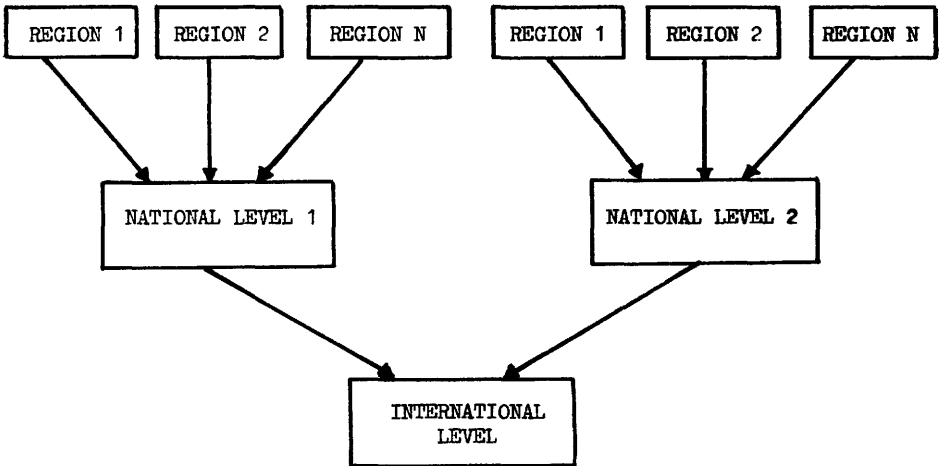 REGION 1 REGION 2 REGION N REGION 1 REGION 2 REGION N
NATIONAL LEVEL 1 NATIONAL LEVEL 2
INTERNATIONAL
LEVEL